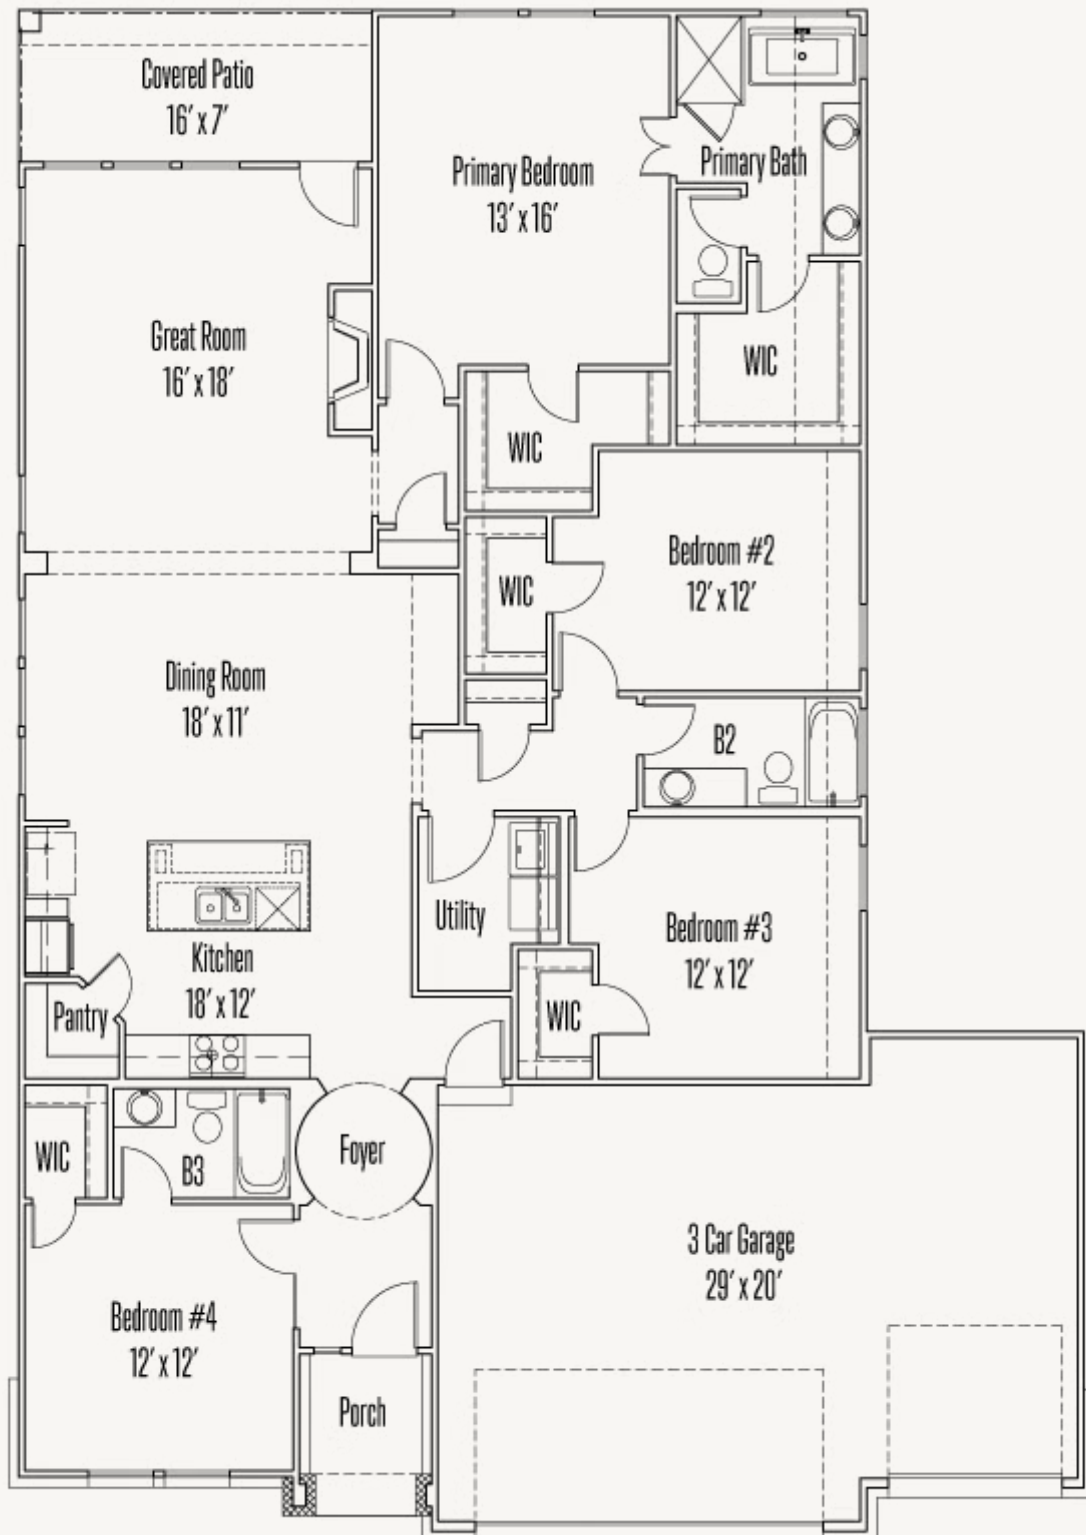 Covered Patio
16' x 7'
Primary Bedroom
13' x 16'
Primary Bath
Great Room
16' x 18'
WIC
WIC
Bedroom #2
12' x 12'
WIC
Dining Room
18' x 11'
B2
Utility
Bedroom #3
12' x 12'
Kitchen
18' x 12'
Pantry
WIC
WIC
B3
Foyer
3 Car Garage
29' x 20'
Bedroom #4
12' x 12'
Porch